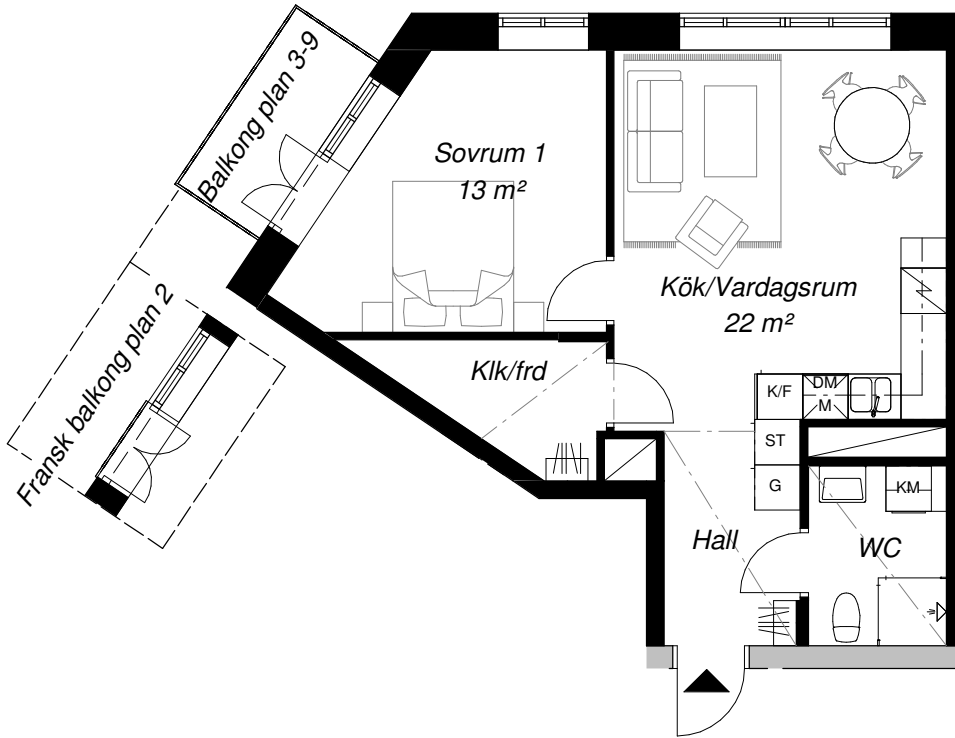 Balkong plan 3-9
Sovrum 1
13 m²
Kök/Vardagsrum
22 m²
Fransk balkong plan 2
Klk/frd
K/F
DM
M
ST
G
KM
Hall
WC